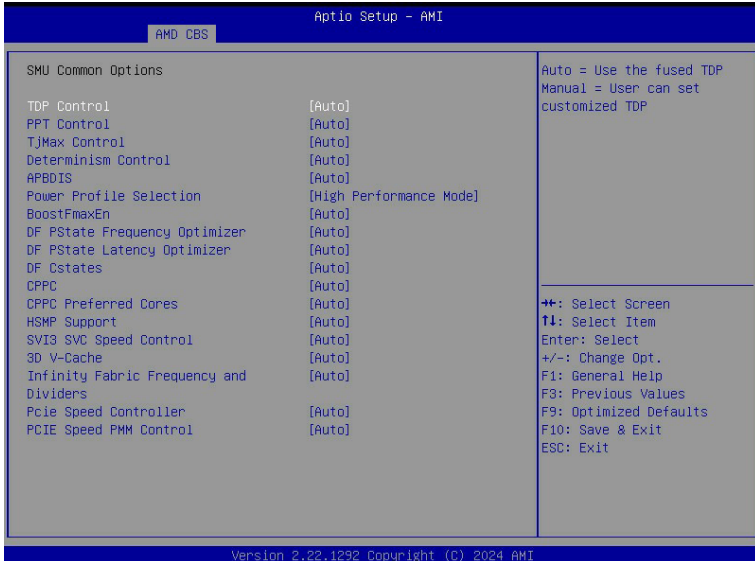 Aptio Setup - AMI
AMD CBS
SMU Common Options
TDP Control [Auto]
PPT Control [Auto]
TjMax Control [Auto]
Determinism Control [Auto]
APBDIS [Auto]
Power Profile Selection [High Performance Mode]
BoostFmaxEn [Auto]
DF PState Frequency Optimizer [Auto]
DF PState Latency Optimizer [Auto]
DF Cstates [Auto]
CPPC [Auto]
CPPC Preferred Cores [Auto]
HSMP Support [Auto]
SVI3 SVC Speed Control [Auto]
3D V-Cache [Auto]
Infinity Fabric Frequency and [Auto]
Dividers
Pcie Speed Controller [Auto]
PCIE Speed PMM Control [Auto]
Auto = Use the fused TDP
Manual = User can set
customized TDP
→←: Select Screen
↑↓: Select Item
Enter: Select
+/-: Change Opt.
F1: General Help
F3: Previous Values
F9: Optimized Defaults
F10: Save & Exit
ESC: Exit
Version 2.22.1292 Copyright (C) 2024 AMI